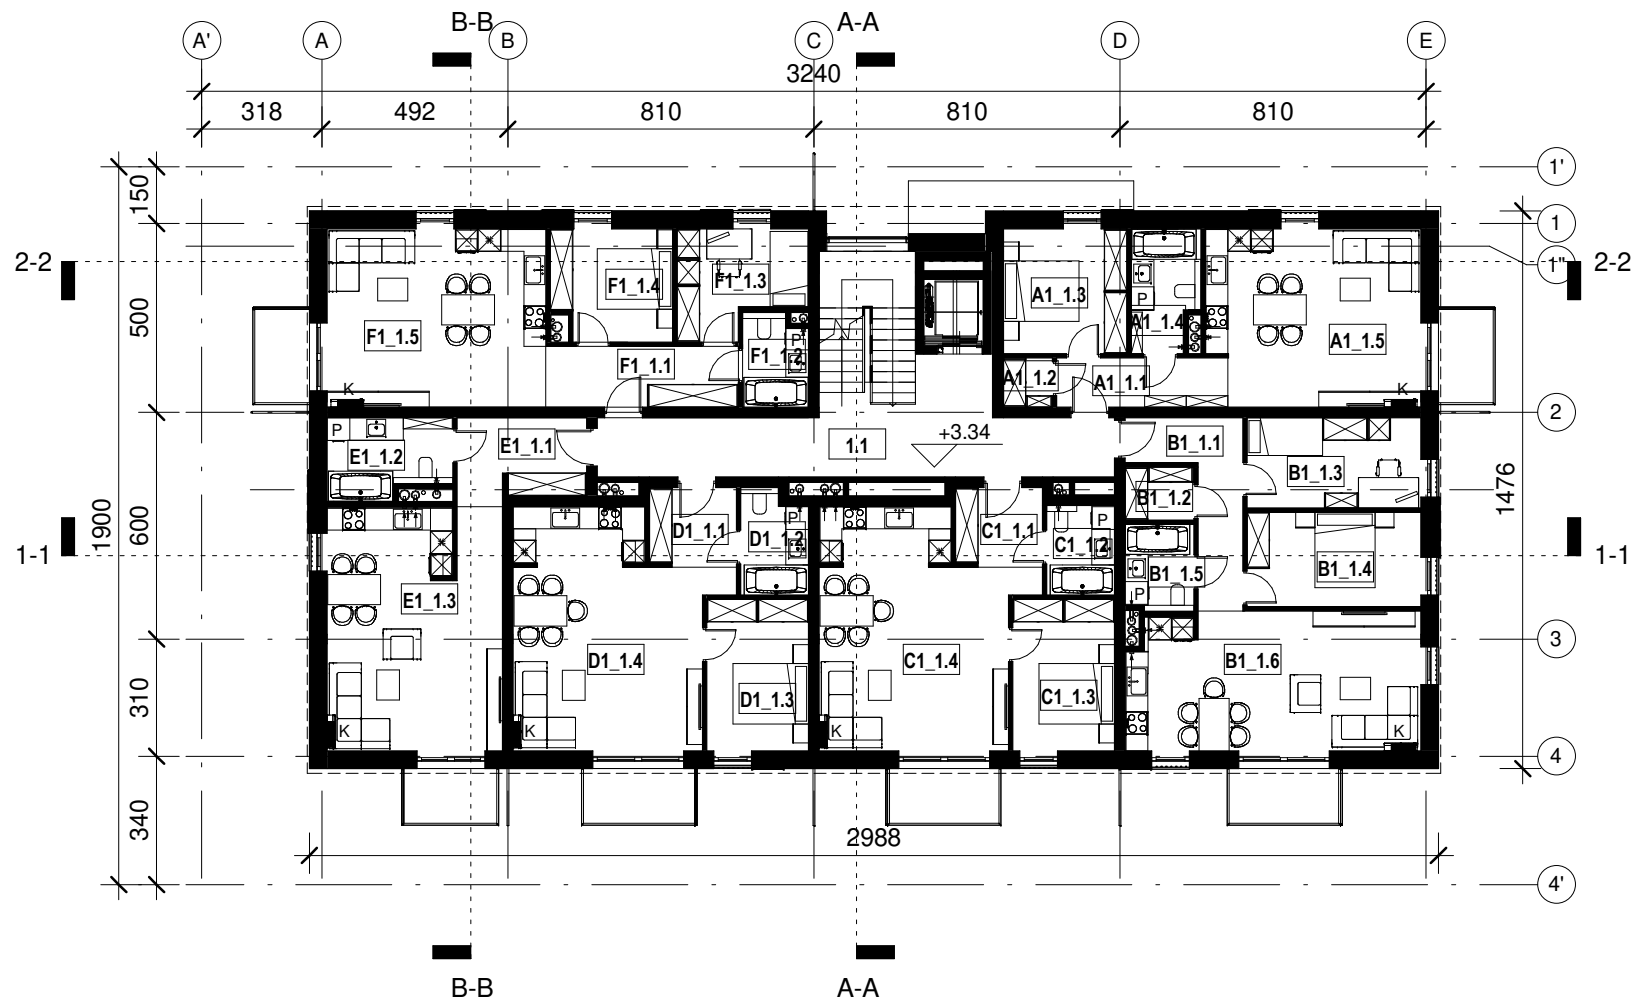 B-B
A-A
A'
A
B
C
D
E
3240
318
492
810
810
810
1'
150
1
2-2
1"
2-2
F1_1.4
F1_1.3
A1_1.3
P
500
F1_1.5
F1_1.1
F1_1.2
P
A1_1.4
A1_1.5
A1_1.2
A1_1.1
K
K
2
P
E1_1.2
E1_1.1
1.1
+3.34
B1_1.1
B1_1.3
1476
B1_1.2
1900
600
D1_1.1
D1_1.2
P
C1_1.1
C1_1.2
P
1-1
1-1
B1_1.5
B1_1.4
P
E1_1.3
3
D1_1.4
C1_1.4
B1_1.6
310
D1_1.3
C1_1.3
K
K
K
K
4
340
2988
4'
B-B
A-A